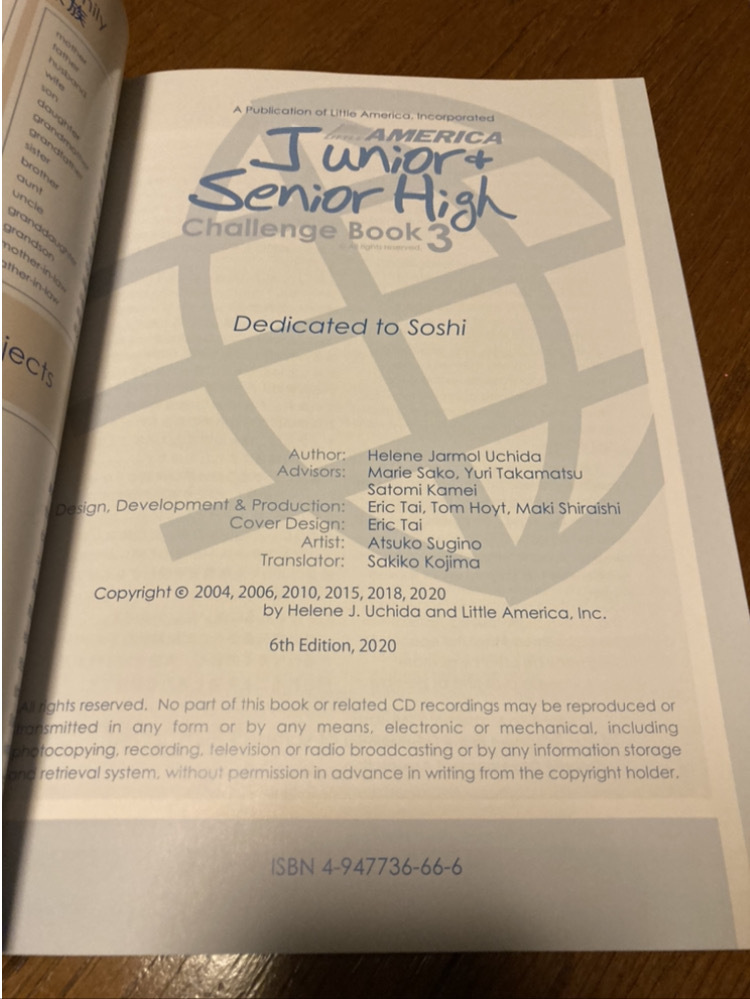 族
mother
father
husband
wife
son
daughter
grandmother
grandfather
sister
brother
aunt
uncle
granddaughter
grandson
mother-in-law
ather-in-law
jects
A Publication of Little America, Incorporated
AMERICA
Junior +
Senior High
Challenge Book 3
All rights reserved.
Dedicated to Soshi
Author: Helene Jarmol Uchida
Advisors: Marie Sako, Yuri Takamatsu
Satomi Kamei
Design, Development & Production: Eric Tai, Tom Hoyt, Maki Shiraishi
Cover Design: Eric Tai
Artist: Atsuko Sugino
Translator: Sakiko Kojima
Copyright © 2004, 2006, 2010, 2015, 2018, 2020
by Helene J. Uchida and Little America, Inc.
6th Edition, 2020
All rights reserved. No part of this book or related CD recordings may be reproduced or
transmitted in any form or by any means, electronic or mechanical, including
photocopying, recording, television or radio broadcasting or by any information storage
and retrieval system, without permission in advance in writing from the copyright holder.
ISBN 4-947736-66-6